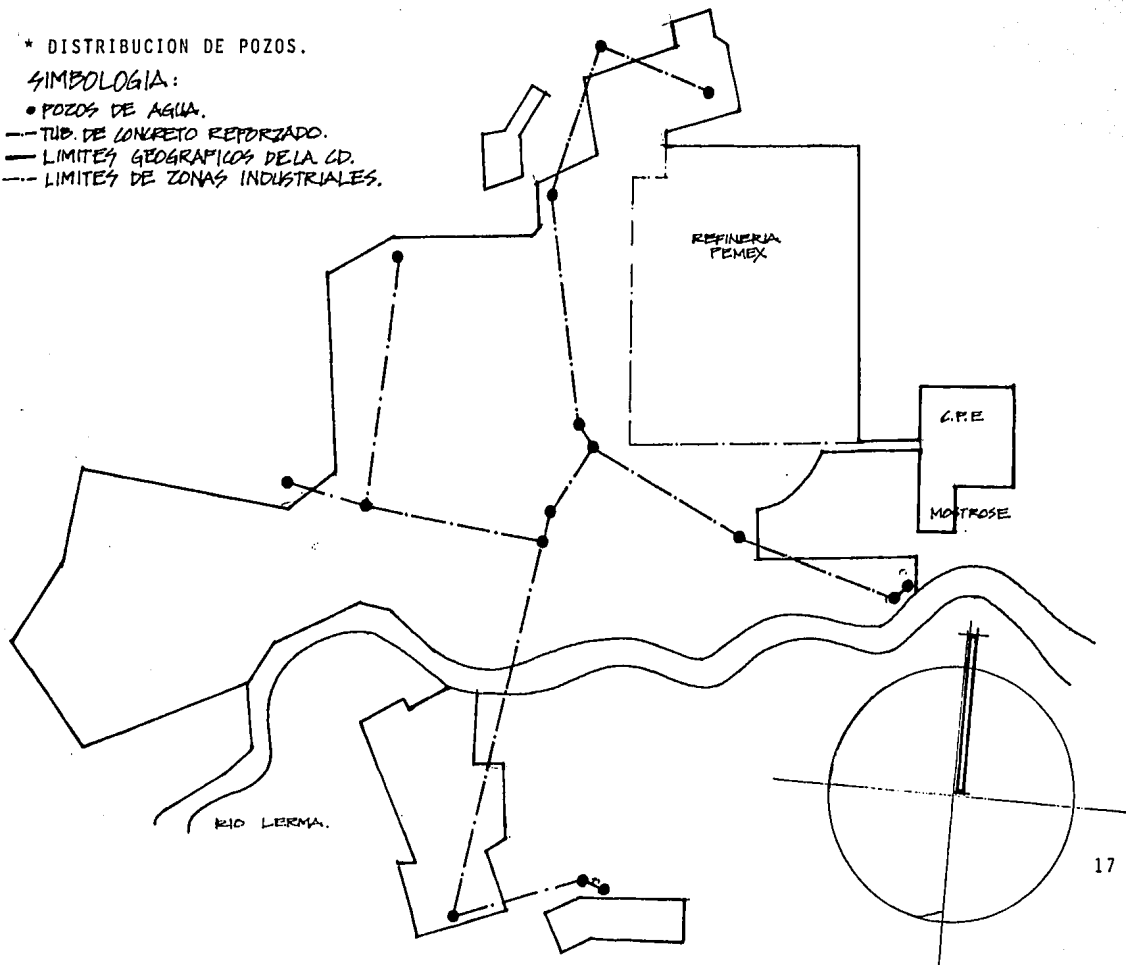 * DISTRIBUCION DE POZOS.
SIMBOLOGIA:
• POZOS DE AGUA.
—·— TUB. DE CONCRETO REFORZADO.
— LIMITES GEOGRAFICOS DE LA CD.
—·— LIMITES DE ZONAS INDUSTRIALES.
REFINERIA
PEMEX
C.F.E
MOSTROSE
RIO LERMA.
17